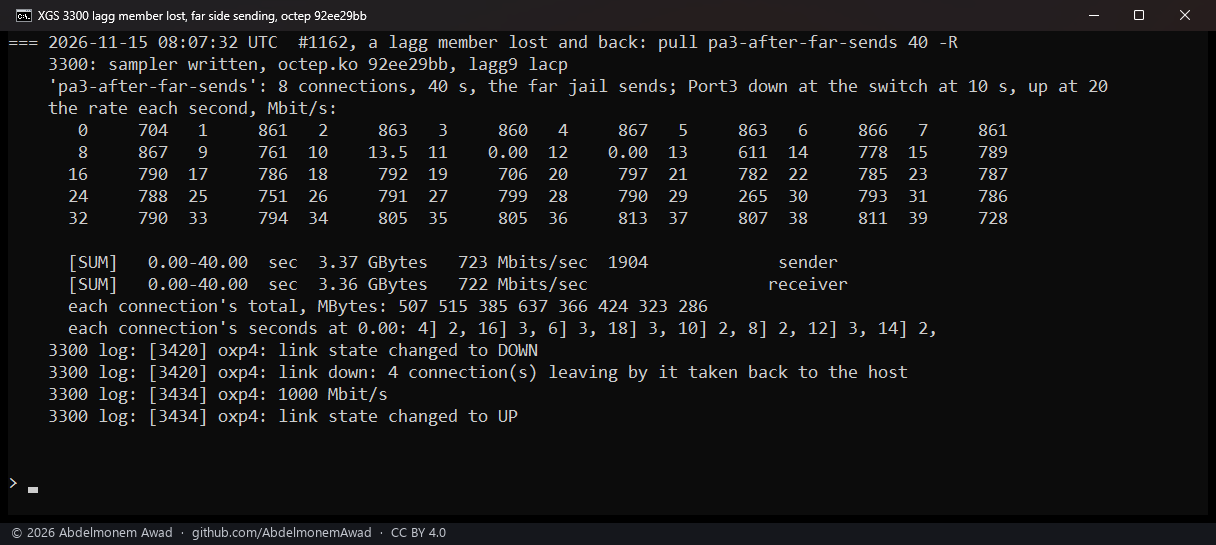 XGS 3300 lagg member lost, far side sending, octep 92ee29bb
=== 2026-11-15 08:07:32 UTC  #1162, a lagg member lost and back: pull pa3-after-far-sends 40 -R
3300: sampler written, octep.ko 92ee29bb, lagg9 lacp
'pa3-after-far-sends': 8 connections, 40 s, the far jail sends; Port3 down at the switch at 10 s, up at 20
the rate each second, Mbit/s:
0 704 1 861 2 863 3 860 4 867 5 863 6 866 7 861
8 867 9 761 10 13.5 11 0.00 12 0.00 13 611 14 778 15 789
16 790 17 786 18 792 19 706 20 797 21 782 22 785 23 787
24 788 25 751 26 791 27 799 28 790 29 265 30 793 31 786
32 790 33 794 34 805 35 805 36 813 37 807 38 811 39 728
[SUM] 0.00-40.00 sec 3.37 GBytes 723 Mbits/sec 1904 sender
[SUM] 0.00-40.00 sec 3.36 GBytes 722 Mbits/sec receiver
each connection's total, MBytes: 507 515 385 637 366 424 323 286
each connection's seconds at 0.00: 4] 2, 16] 3, 6] 3, 18] 3, 10] 2, 8] 2, 12] 3, 14] 2,
3300 log: [3420] oxp4: link state changed to DOWN
3300 log: [3420] oxp4: link down: 4 connection(s) leaving by it taken back to the host
3300 log: [3434] oxp4: 1000 Mbit/s
3300 log: [3434] oxp4: link state changed to UP
>
© 2026 Abdelmonem Awad · github.com/AbdelmonemAwad · CC BY 4.0